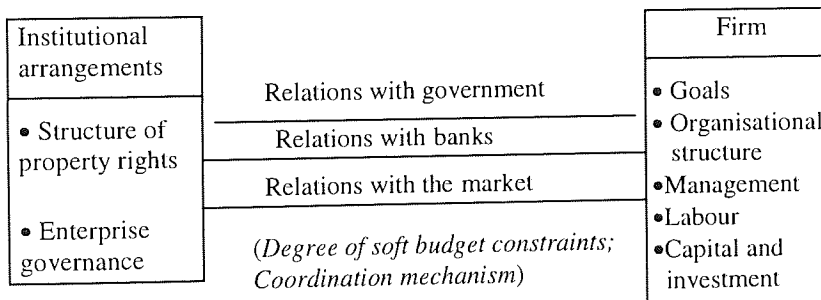 Institutional
arrangements
• Structure of
property rights
• Enterprise
governance
Relations with government
Relations with banks
Relations with the market
(Degree of soft budget constraints;
Coordination mechanism)
Firm
• Goals
• Organisational
structure
• Management
• Labour
• Capital and
investment